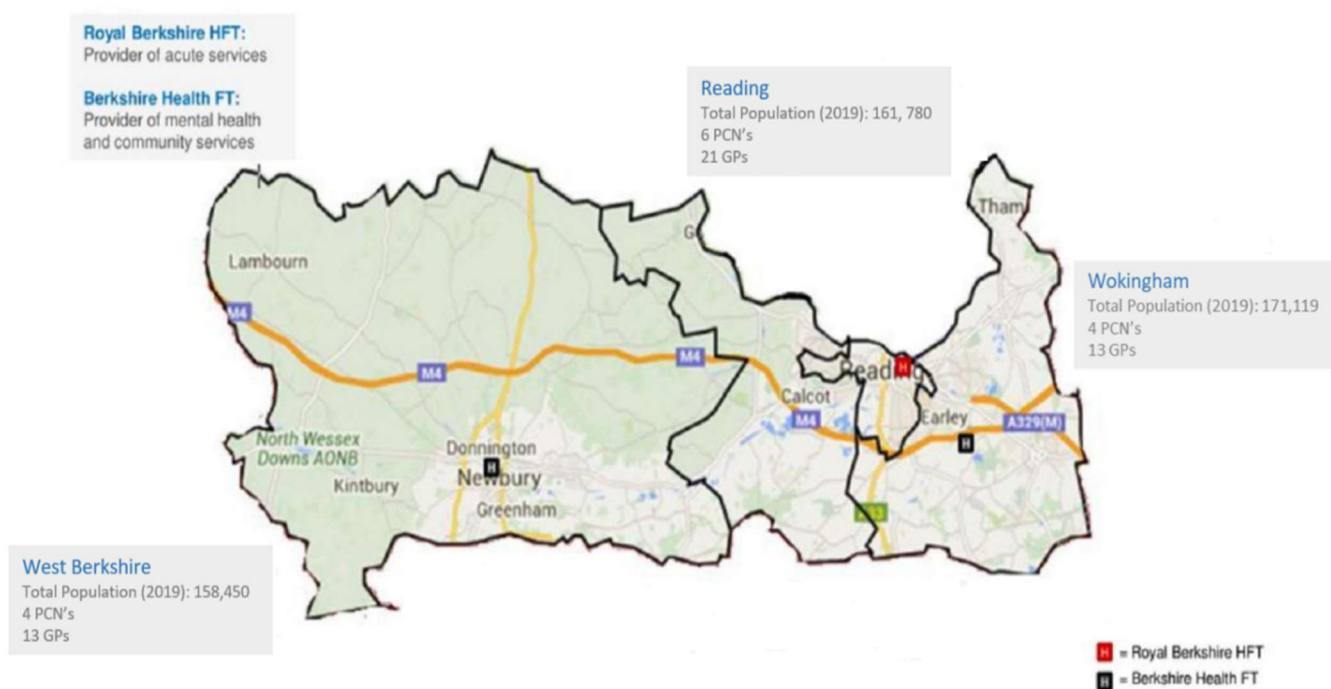 Royal Berkshire HFT:
Provider of acute services
Berkshire Health FT:
Provider of mental health
and community services
Reading
Total Population (2019): 161, 780
6 PCN's
21 GPs
Tham
G
Lambourn
Wokingham
Total Population (2019): 171,119
4 PCN's
13 GPs
M4
M4
M4
Reading
H
Calcot
Earley
M4
A329(M)
H
North Wessex
Downs AONB
Donnington
H
Newbury
Kintbury
Greenham
West Berkshire
Total Population (2019): 158,450
4 PCN's
13 GPs
H = Royal Berkshire HFT
H = Berkshire Health FT